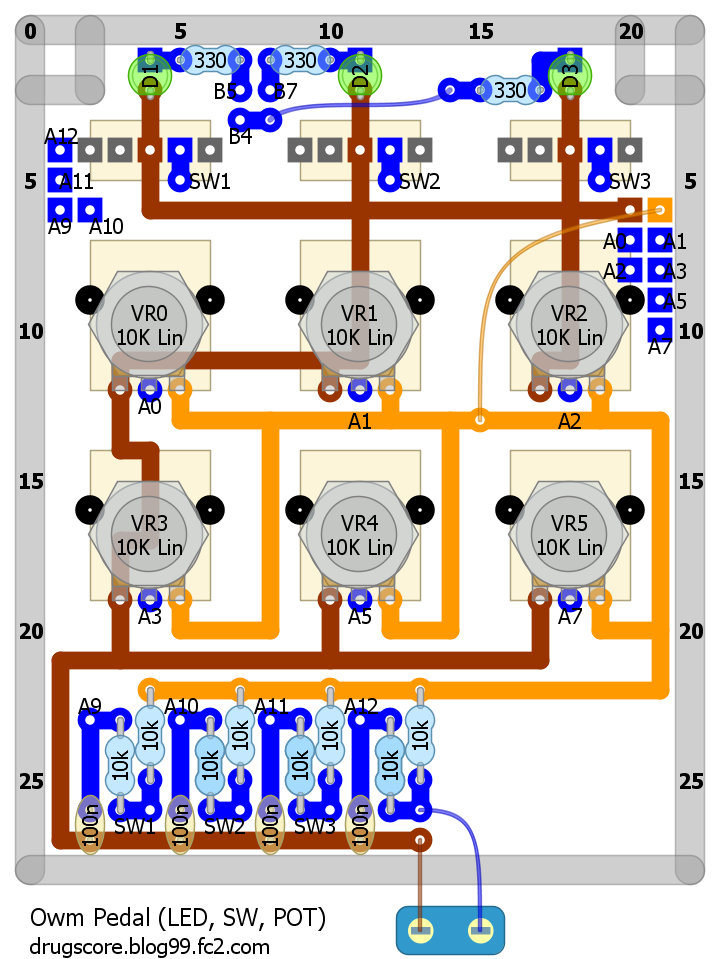 0 5 10 15 20
D1 330 330 D2 330 D3
B5 B7
B4
A12
5 A11 SW1 SW2 SW3 5
A9 A10
A0 A1
A2 A3
A5
10 VR0 VR1 VR2 10
10K Lin 10K Lin 10K Lin
A7
A0 A1 A2
15 15
VR3 VR4 VR5
10K Lin 10K Lin 10K Lin
A3 A5 A7
20 20
A9 A10 A11 A12
10k 10k 10k 10k
10k 10k 10k 10k
25 25
100n 100n 100n 100n
SW1 SW2 SW3
Owm Pedal (LED, SW, POT)
drugscore.blog99.fc2.com